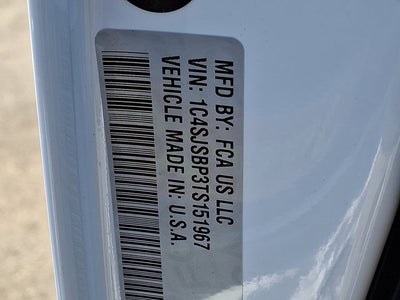 MFD BY: FCA US LLC
VIN: 1C4SJSBP3TS151967
VEHICLE MADE IN U.S.A.